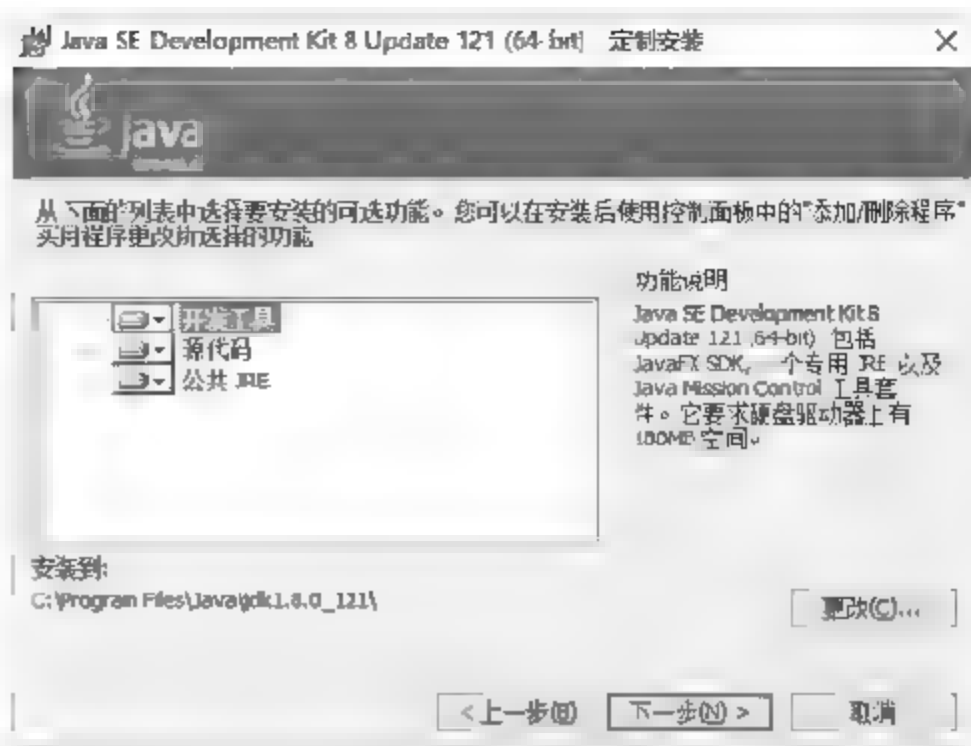 Java SE Development Kit 8 Update 121 (64-bit) 定制安装
Java
从下面的列表中选择要安装的可选功能。您可以在安装后使用控制面板中的"添加/删除程序"
实用程序更改所选择的功能
开发工具
源代码
公共 JRE
功能说明
Java SE Development Kit 8
Update 121 (64-bit) 包括
JavaFX SDK, 一个专用 JRE 以及
Java Mission Control 工具套
件。它要求硬盘驱动器上有
180MB 空间。
安装到:
C:\Program Files\Java\jdk1.8.0_121\
更改(C)...
<上一步(B)
下一步(N) >
取消